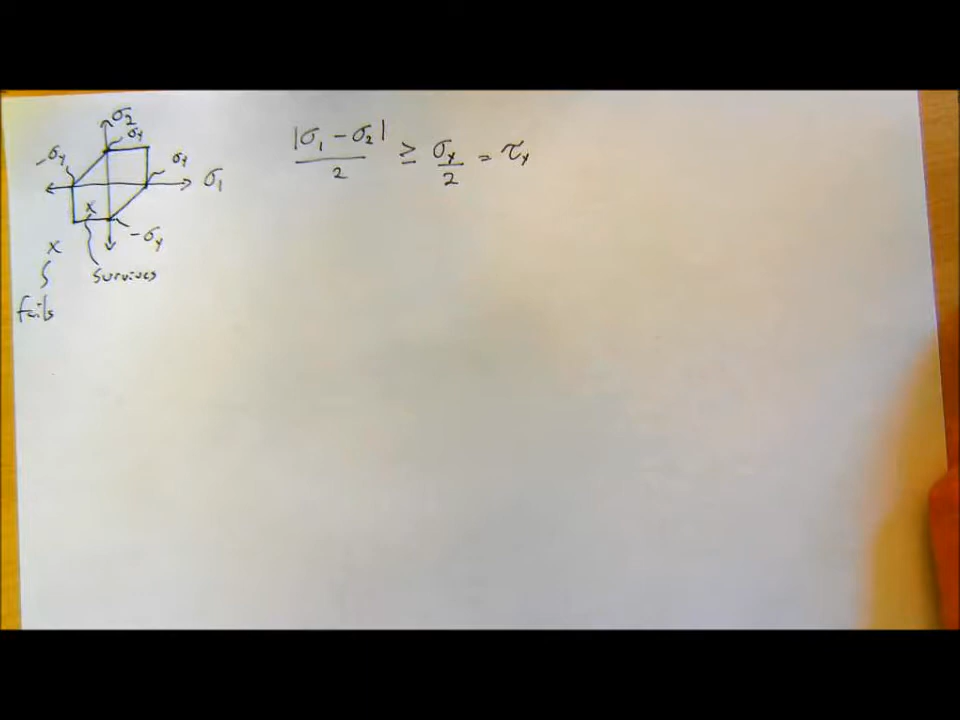 σ₂
σy
-σy
σy
σ₁
x
-σy
x
Survives
fails
|σ₁ - σ₂| / 2 ≥ σy / 2 = τy